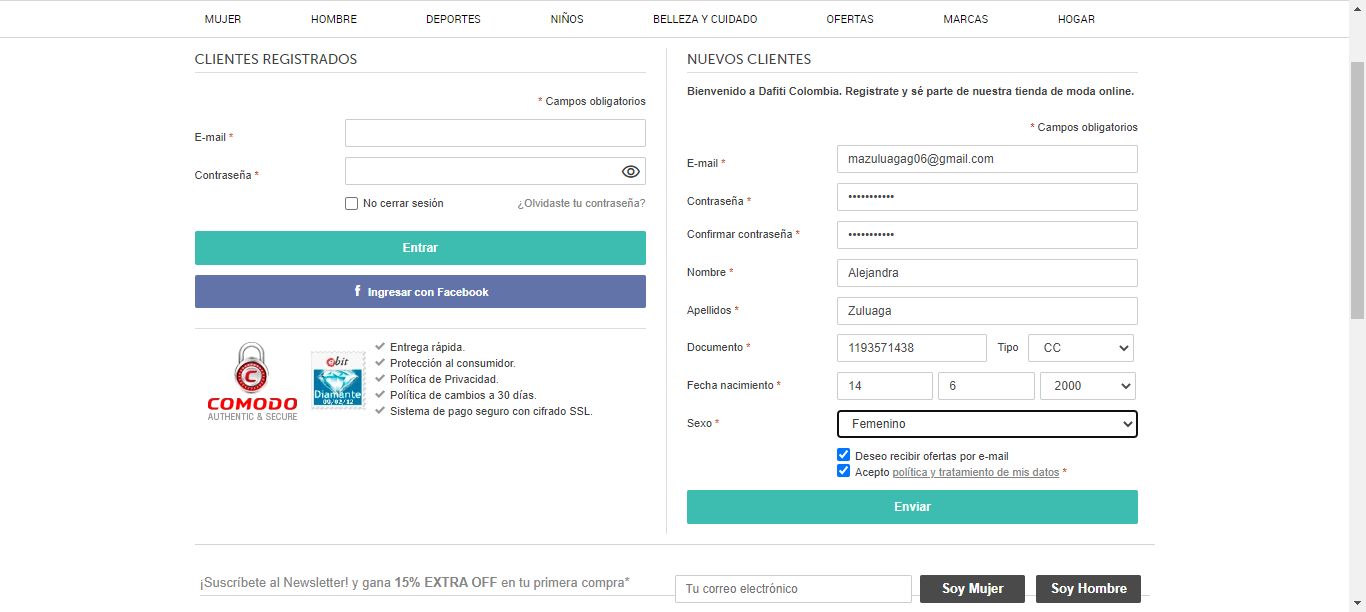 MUJER HOMBRE DEPORTES NIÑOS BELLEZA Y CUIDADO OFERTAS MARCAS HOGAR
CLIENTES REGISTRADOS
* Campos obligatorios
E-mail *
Contraseña *
No cerrar sesión ¿Olvidaste tu contraseña?
Entrar
f Ingresar con Facebook
C
COMODO
AUTHENTIC & SECURE
ebit
Diamante
09/02/12
Entrega rápida.
Protección al consumidor.
Política de Privacidad.
Política de cambios a 30 días.
Sistema de pago seguro con cifrado SSL.
NUEVOS CLIENTES
Bienvenido a Dafiti Colombia. Registrate y sé parte de nuestra tienda de moda online.
* Campos obligatorios
E-mail * mazuluagag06@gmail.com
Contraseña * •••••••••••
Confirmar contraseña * •••••••••••
Nombre * Alejandra
Apellidos * Zuluaga
Documento * 1193571438 Tipo CC
Fecha nacimiento * 14 6 2000
Sexo * Femenino
Deseo recibir ofertas por e-mail
Acepto política y tratamiento de mis datos *
Enviar
¡Suscríbete al Newsletter! y gana 15% EXTRA OFF en tu primera compra* Tu correo electrónico Soy Mujer Soy Hombre